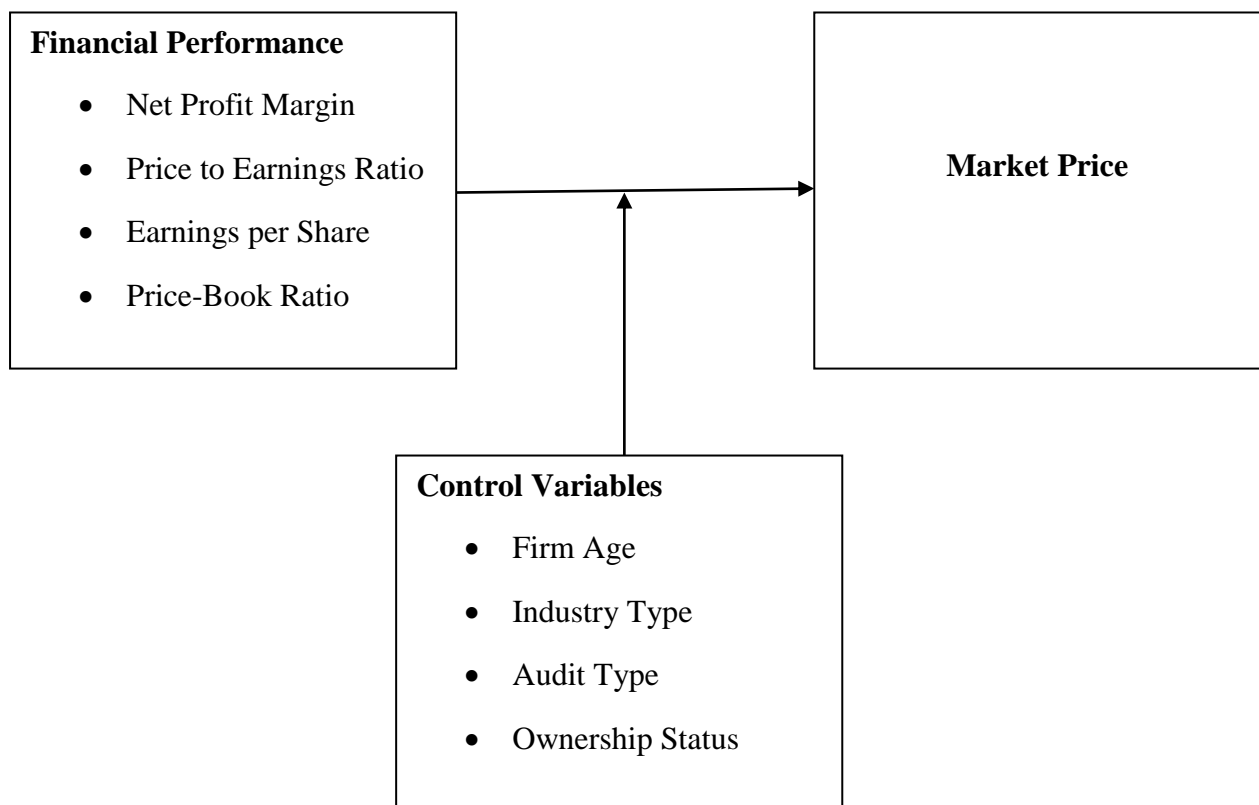 Financial Performance
• Net Profit Margin
• Price to Earnings Ratio
• Earnings per Share
• Price-Book Ratio
Market Price
Control Variables
• Firm Age
• Industry Type
• Audit Type
• Ownership Status